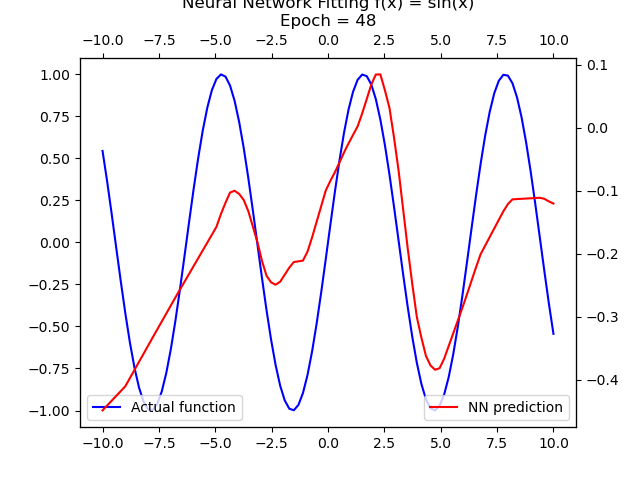 Neural Network Fitting f(x) = sin(x)
Epoch = 48
−10.0 −7.5 −5.0 −2.5 0.0 2.5 5.0 7.5 10.0
1.00 0.1
0.75
0.50 0.0
0.25 −0.1
0.00
−0.25 −0.2
−0.50 −0.3
−0.75
−1.00 −0.4
Actual function NN prediction
−10.0 −7.5 −5.0 −2.5 0.0 2.5 5.0 7.5 10.0